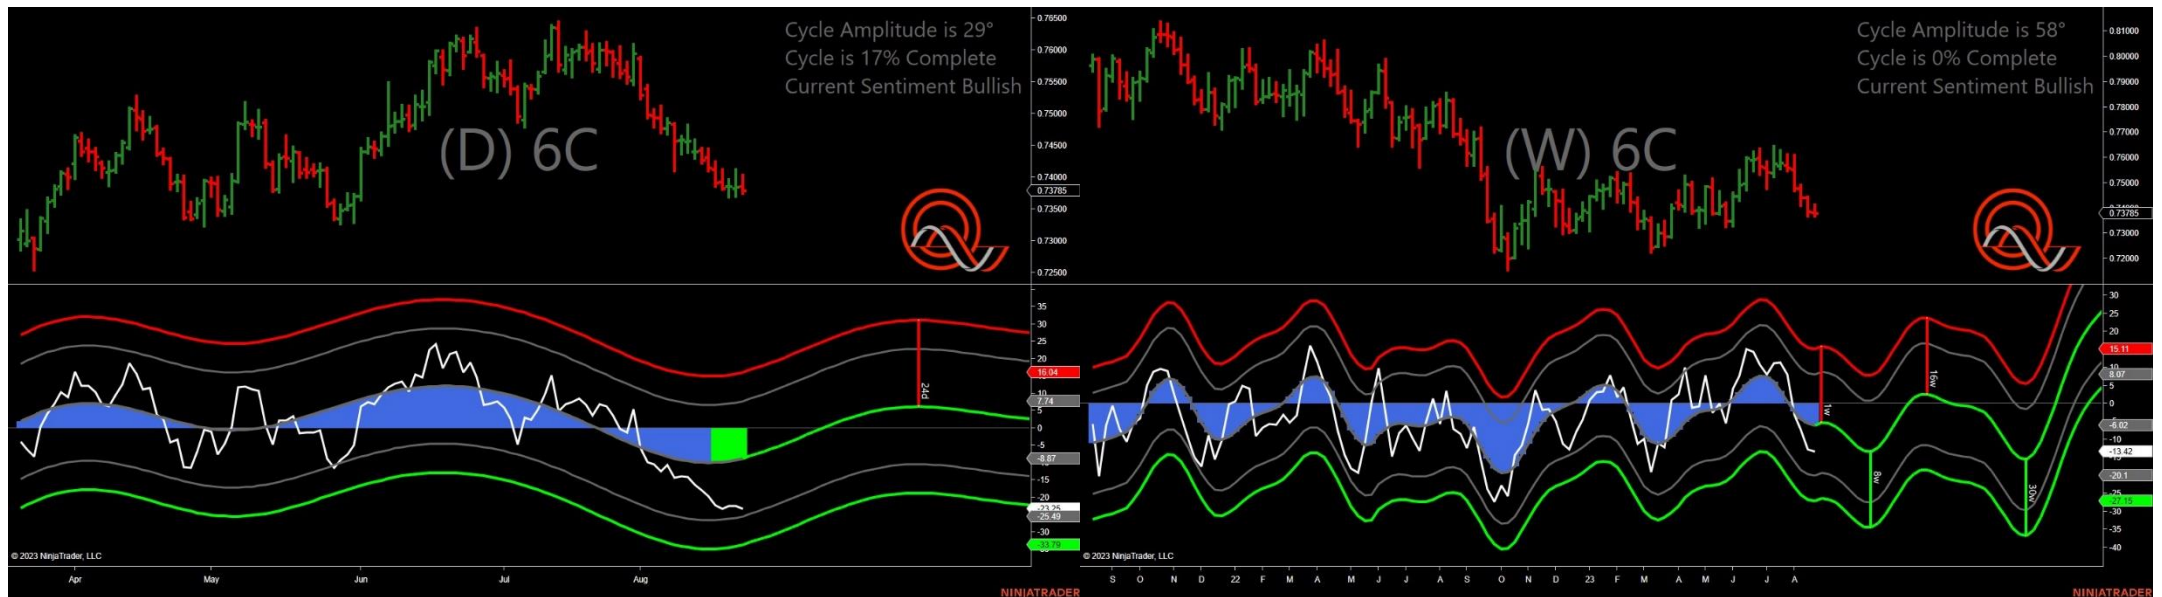 Cycle Amplitude is 29°
Cycle is 17% Complete
Current Sentiment Bullish
(D) 6C
0.76500
0.76000
0.75500
0.75000
0.74500
0.74000
0.73785
0.73500
0.73000
0.72500
35
30
25
20
15.04
7.74
5
0
-5
-8.87
-15
-20
-23.25
-25.49
-30
-33.79
24d
© 2023 NinjaTrader, LLC
Apr May Jun Jul Aug
NINJATRADER
Cycle Amplitude is 58°
Cycle is 0% Complete
Current Sentiment Bullish
(W) 6C
0.81000
0.80000
0.79000
0.78000
0.77000
0.76000
0.75000
0.73785
0.73000
0.72000
30
25
20
15.11
8.07
5
0
-6.02
-10
-13.42
-20.1
-27.15
-30
-35
-40
1w
16w
8w
30w
© 2023 NinjaTrader, LLC
S O N D 22 F M A M J J A S O N D 23 F M A M J J A
NINJATRADER